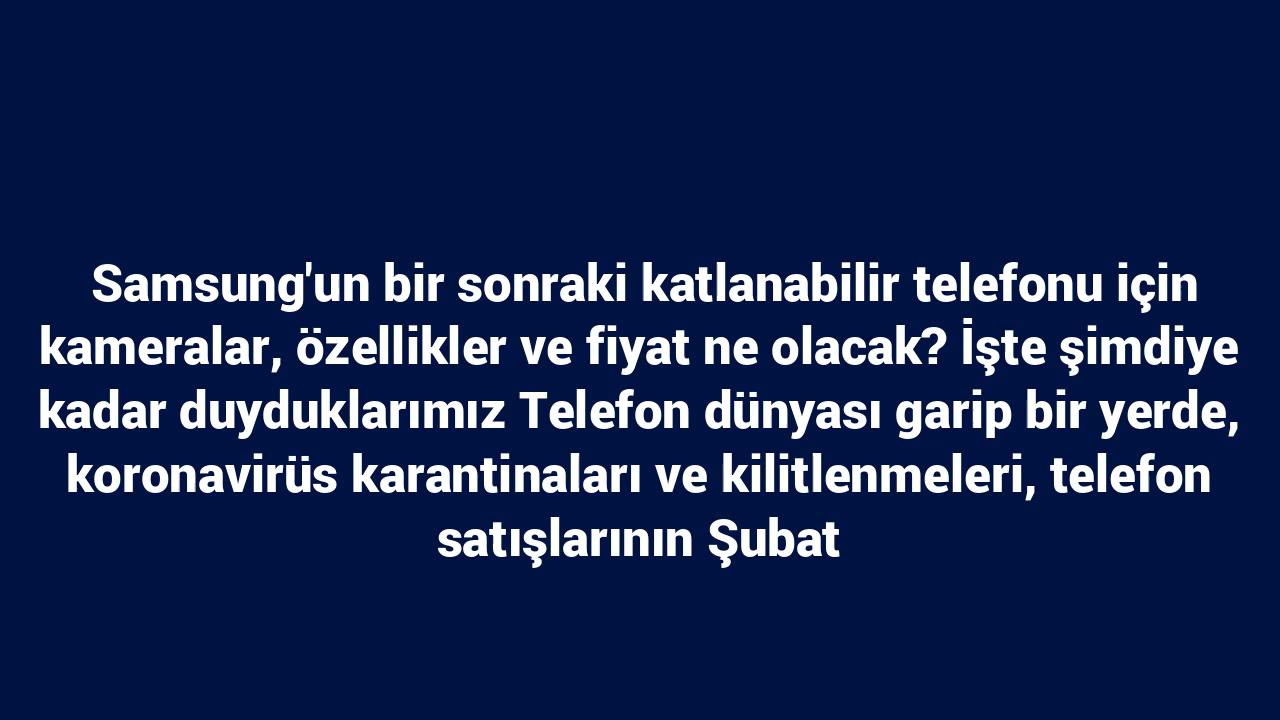 Samsung'un bir sonraki katlanabilir telefonu için
kameralar, özellikler ve fiyat ne olacak? İşte şimdiye
kadar duyduklarımız Telefon dünyası garip bir yerde,
koronavirüs karantinaları ve kilitlenmeleri, telefon
satışlarının Şubat